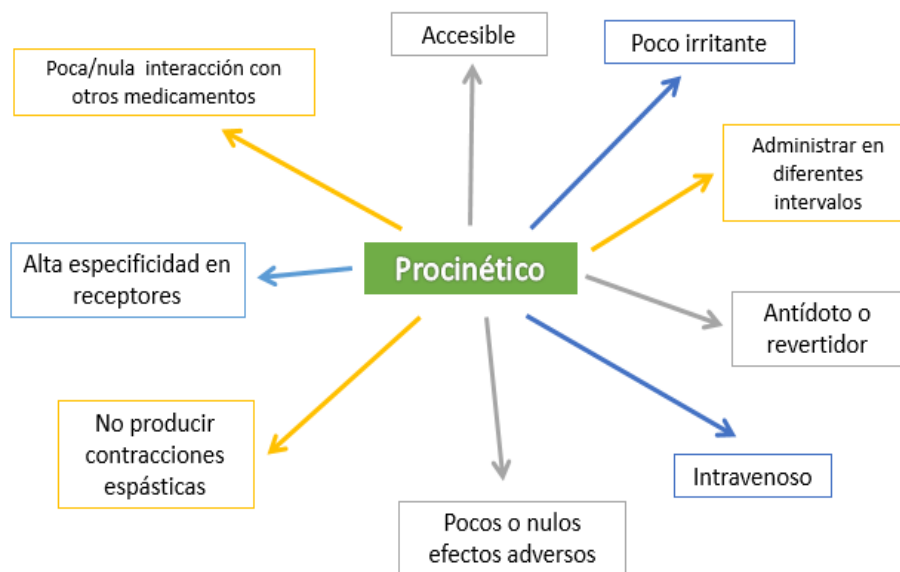 Accesible
Poco irritante
Poca/nula interacción con
otros medicamentos
Administrar en
diferentes
intervalos
Procinético
Alta especificidad en
receptores
Antídoto o
revertidor
No producir
contracciones
espásticas
Intravenoso
Pocos o nulos
efectos adversos